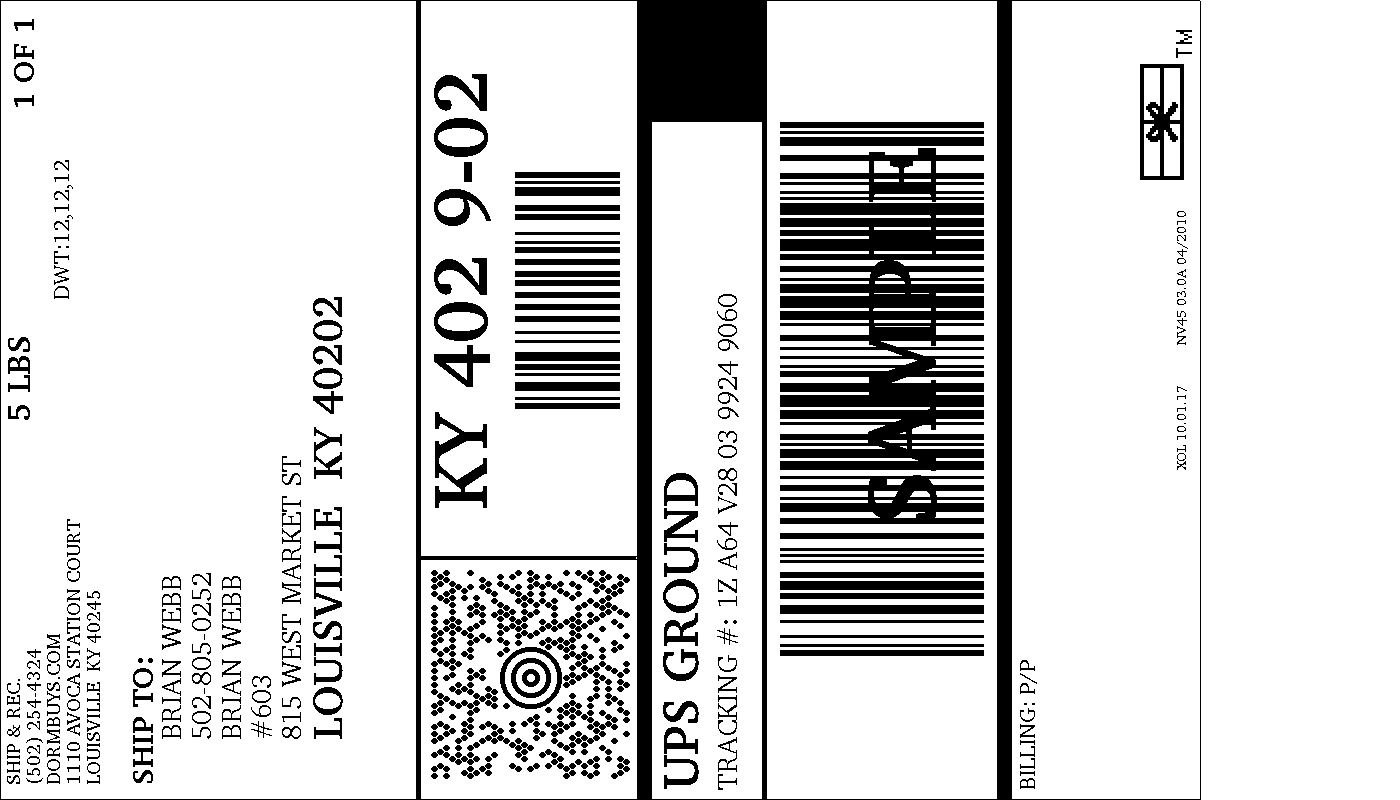 SHIP & REC.
(502) 254-4324
DORMBUYS.COM
1110 AVOCA STATION COURT
LOUISVILLE KY 40245
5 LBS
1 OF 1
DWT:12,12,12
SHIP TO:
BRIAN WEBB
502-805-0252
BRIAN WEBB
#603
815 WEST MARKET ST
LOUISVILLE KY 40202
KY 402 9-02
UPS GROUND
TRACKING #: 1Z A64 V28 03 9924 9060
SAMPLE
BILLING: P/P
XOL 10.01.17 NV45 03.0A 04/2010
TM